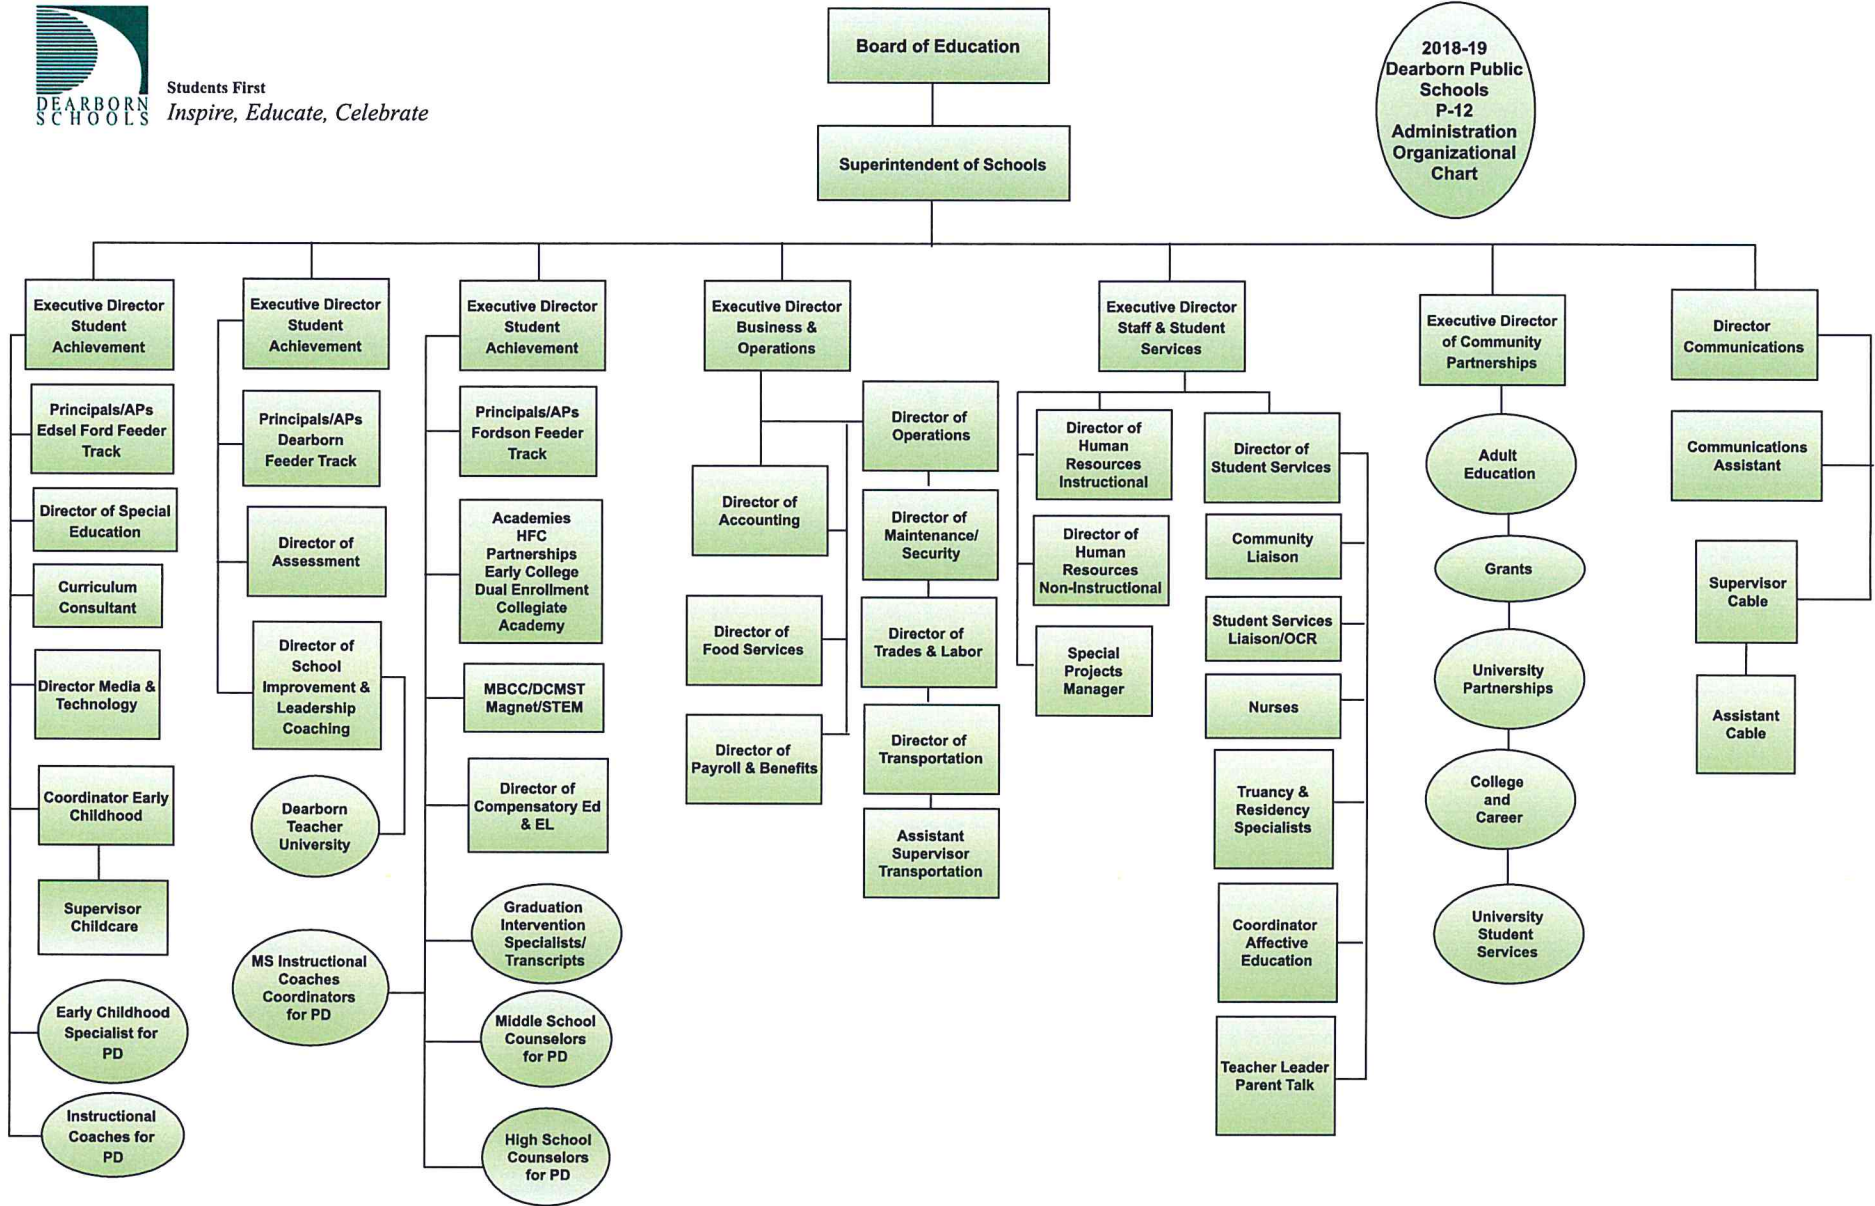 DEARBORN
SCHOOLS
Students First
Inspire, Educate, Celebrate
Board of Education
Superintendent of Schools
2018-19
Dearborn Public
Schools
P-12
Administration
Organizational
Chart
Executive Director
Student
Achievement
Principals/APs
Edsel Ford Feeder
Track
Director of Special
Education
Curriculum
Consultant
Director Media &
Technology
Coordinator Early
Childhood
Supervisor
Childcare
Early Childhood
Specialist for
PD
Instructional
Coaches for
PD
Executive Director
Student
Achievement
Principals/APs
Dearborn
Feeder Track
Director of
Assessment
Director of
School
Improvement &
Leadership
Coaching
Dearborn
Teacher
University
MS Instructional
Coaches
Coordinators
for PD
Executive Director
Student
Achievement
Principals/APs
Fordson Feeder
Track
Academies
HFC
Partnerships
Early College
Dual Enrollment
Collegiate
Academy
MBCC/DCMST
Magnet/STEM
Director of
Compensatory Ed
& EL
Graduation
Intervention
Specialists/
Transcripts
Middle School
Counselors
for PD
High School
Counselors
for PD
Executive Director
Business &
Operations
Director of
Accounting
Director of
Food Services
Director of
Payroll & Benefits
Director of
Operations
Director of
Maintenance/
Security
Director of
Trades & Labor
Director of
Transportation
Assistant
Supervisor
Transportation
Executive Director
Staff & Student
Services
Director of
Human
Resources
Instructional
Director of
Human
Resources
Non-Instructional
Special
Projects
Manager
Director of
Student Services
Community
Liaison
Student Services
Liaison/OCR
Nurses
Truancy &
Residency
Specialists
Coordinator
Affective
Education
Teacher Leader
Parent Talk
Executive Director
of Community
Partnerships
Adult
Education
Grants
University
Partnerships
College
and
Career
University
Student
Services
Director
Communications
Communications
Assistant
Supervisor
Cable
Assistant
Cable